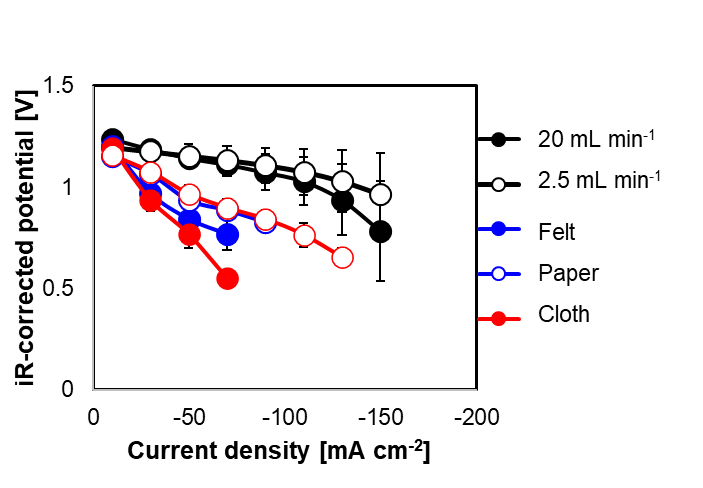 iR-corrected potential [V]
1.5
1
0.5
0
0
-50
-100
-150
-200
Current density [mA cm⁻²]
20 mL min⁻¹
2.5 mL min⁻¹
Felt
Paper
Cloth